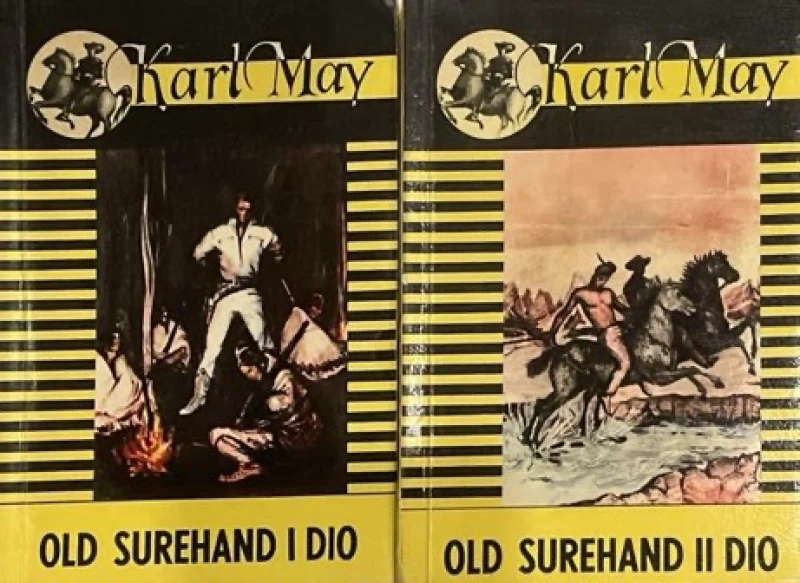 Karl May
OLD SUREHAND I DIO
Karl May
OLD SUREHAND II DIO